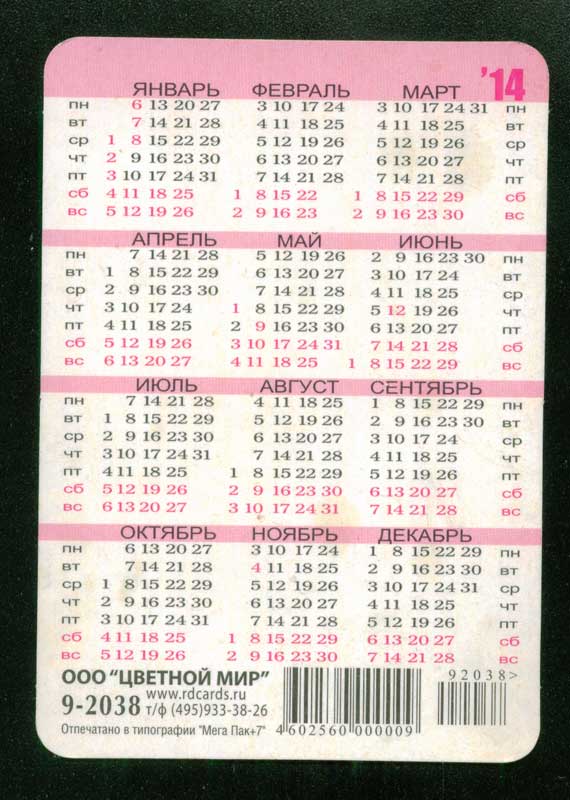 '14
ЯНВАРЬ ФЕВРАЛЬ МАРТ
пн 6 13 20 27 3 10 17 24 3 10 17 24 31 пн
вт 7 14 21 28 4 11 18 25 4 11 18 25 вт
ср 1 8 15 22 29 5 12 19 26 5 12 19 26 ср
чт 2 9 16 23 30 6 13 20 27 6 13 20 27 чт
пт 3 10 17 24 31 7 14 21 28 7 14 21 28 пт
сб 4 11 18 25 1 8 15 22 1 8 15 22 29 сб
вс 5 12 19 26 2 9 16 23 2 9 16 23 30 вс
АПРЕЛЬ МАЙ ИЮНЬ
пн 7 14 21 28 5 12 19 26 2 9 16 23 30 пн
вт 1 8 15 22 29 6 13 20 27 3 10 17 24 вт
ср 2 9 16 23 30 7 14 21 28 4 11 18 25 ср
чт 3 10 17 24 1 8 15 22 29 5 12 19 26 чт
пт 4 11 18 25 2 9 16 23 30 6 13 20 27 пт
сб 5 12 19 26 3 10 17 24 31 7 14 21 28 сб
вс 6 13 20 27 4 11 18 25 1 8 15 22 29 вс
ИЮЛЬ АВГУСТ СЕНТЯБРЬ
пн 7 14 21 28 4 11 18 25 1 8 15 22 29 пн
вт 1 8 15 22 29 5 12 19 26 2 9 16 23 30 вт
ср 2 9 16 23 30 6 13 20 27 3 10 17 24 ср
чт 3 10 17 24 31 7 14 21 28 4 11 18 25 чт
пт 4 11 18 25 1 8 15 22 29 5 12 19 26 пт
сб 5 12 19 26 2 9 16 23 30 6 13 20 27 сб
вс 6 13 20 27 3 10 17 24 31 7 14 21 28 вс
ОКТЯБРЬ НОЯБРЬ ДЕКАБРЬ
пн 6 13 20 27 3 10 17 24 1 8 15 22 29 пн
вт 7 14 21 28 4 11 18 25 2 9 16 23 30 вт
ср 1 8 15 22 29 5 12 19 26 3 10 17 24 31 ср
чт 2 9 16 23 30 6 13 20 27 4 11 18 25 чт
пт 3 10 17 24 31 7 14 21 28 5 12 19 26 пт
сб 4 11 18 25 1 8 15 22 29 6 13 20 27 сб
вс 5 12 19 26 2 9 16 23 30 7 14 21 28 вс
ООО "ЦВЕТНОЙ МИР" 92038>
www.rdcards.ru
9-2038 т/ф (495)933-38-26
Отпечатано в типографии "Мега Пак+7" 4 602560 000009